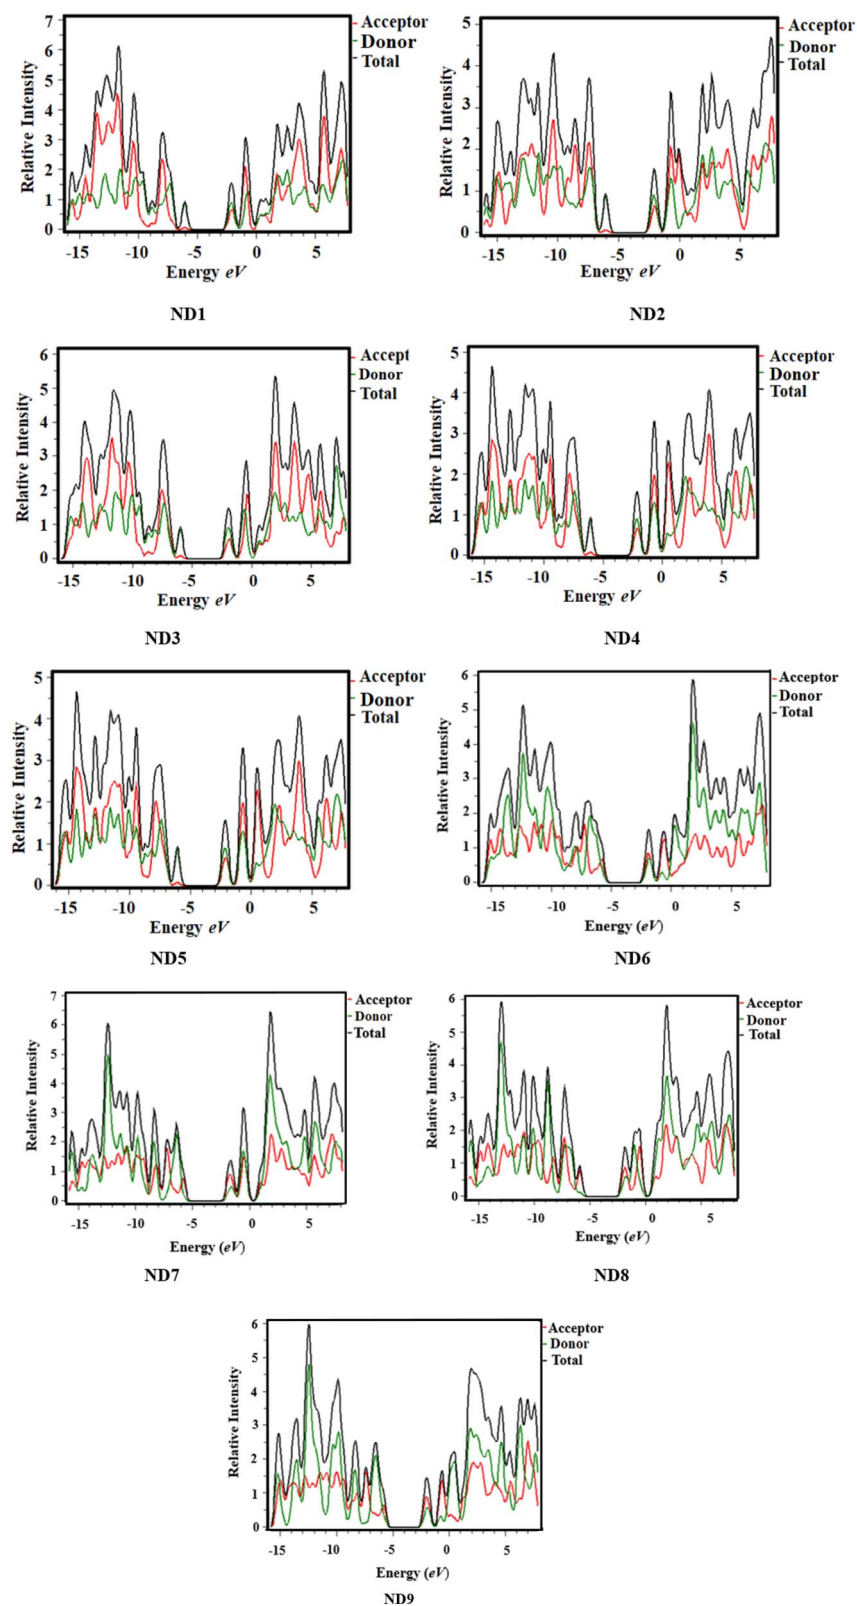 7
6
5
4
3
2
1
0
Relative Intensity
-15 -10 -5 0 5
Energy eV
Acceptor
Donor
Total
ND1
5
4
3
2
1
0
Relative Intensity
-15 -10 -5 0 5
Energy eV
Acceptor
Donor
Total
ND2
6
5
4
3
2
1
0
Relative Intensity
-15 -10 -5 0 5
Energy eV
Accept
Donor
Total
ND3
5
4
3
2
1
0
Relative Intensity
-15 -10 -5 0 5
Energy eV
Acceptor
Donor
Total
ND4
5
4
3
2
1
0
Relative Intensity
-15 -10 -5 0 5
Energy eV
Acceptor
Donor
Total
ND5
6
5
4
3
2
1
0
Relative Intensity
-15 -10 -5 0 5
Energy (eV)
Acceptor
Donor
Total
ND6
7
6
5
4
3
2
1
0
Relative Intensity
-15 -10 -5 0 5
Energy (eV)
Acceptor
Donor
Total
ND7
6
5
4
3
2
1
0
Relative Intensity
-15 -10 -5 0 5
Energy (eV)
Acceptor
Donor
Total
ND8
6
5
4
3
2
1
0
Relative Intensity
-15 -10 -5 0 5
Energy (eV)
Acceptor
Donor
Total
ND9